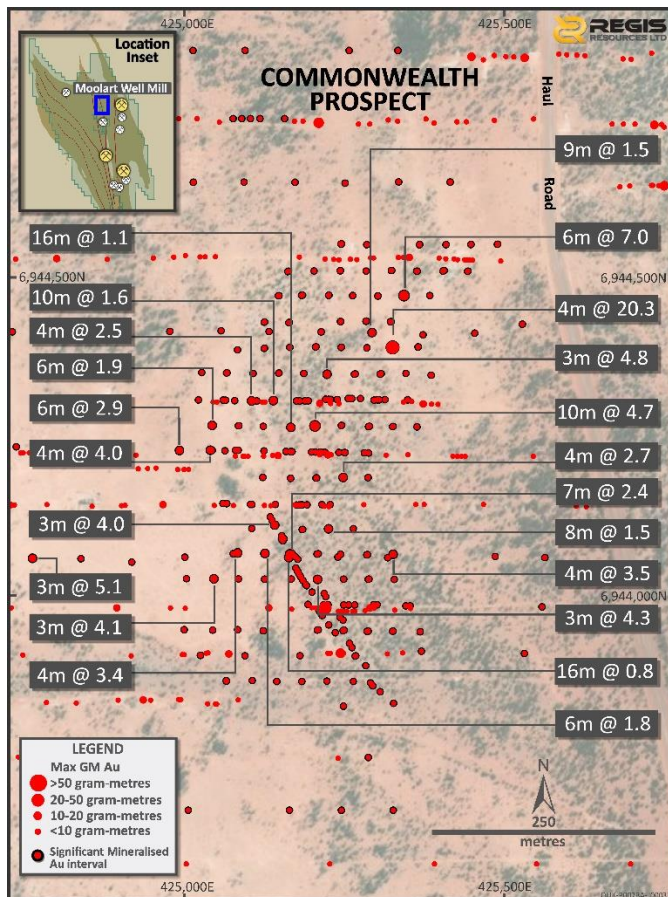 425,000E
425,500E
Location
Inset
Moolart Well Mill
REGIS
RESOURCES LTD
COMMONWEALTH
PROSPECT
Haul
Road
9m @ 1.5
16m @ 1.1
6m @ 7.0
6,944,500N
6,944,500N
10m @ 1.6
4m @ 20.3
4m @ 2.5
3m @ 4.8
6m @ 1.9
6m @ 2.9
10m @ 4.7
4m @ 4.0
4m @ 2.7
7m @ 2.4
3m @ 4.0
8m @ 1.5
3m @ 5.1
4m @ 3.5
6,944,000N
3m @ 4.1
3m @ 4.3
4m @ 3.4
16m @ 0.8
6m @ 1.8
LEGEND
Max GM Au
>50 gram-metres
20-50 gram-metres
10-20 gram-metres
<10 gram-metres
Significant Mineralised
Au interval
N
250
metres
425,000E
425,500E